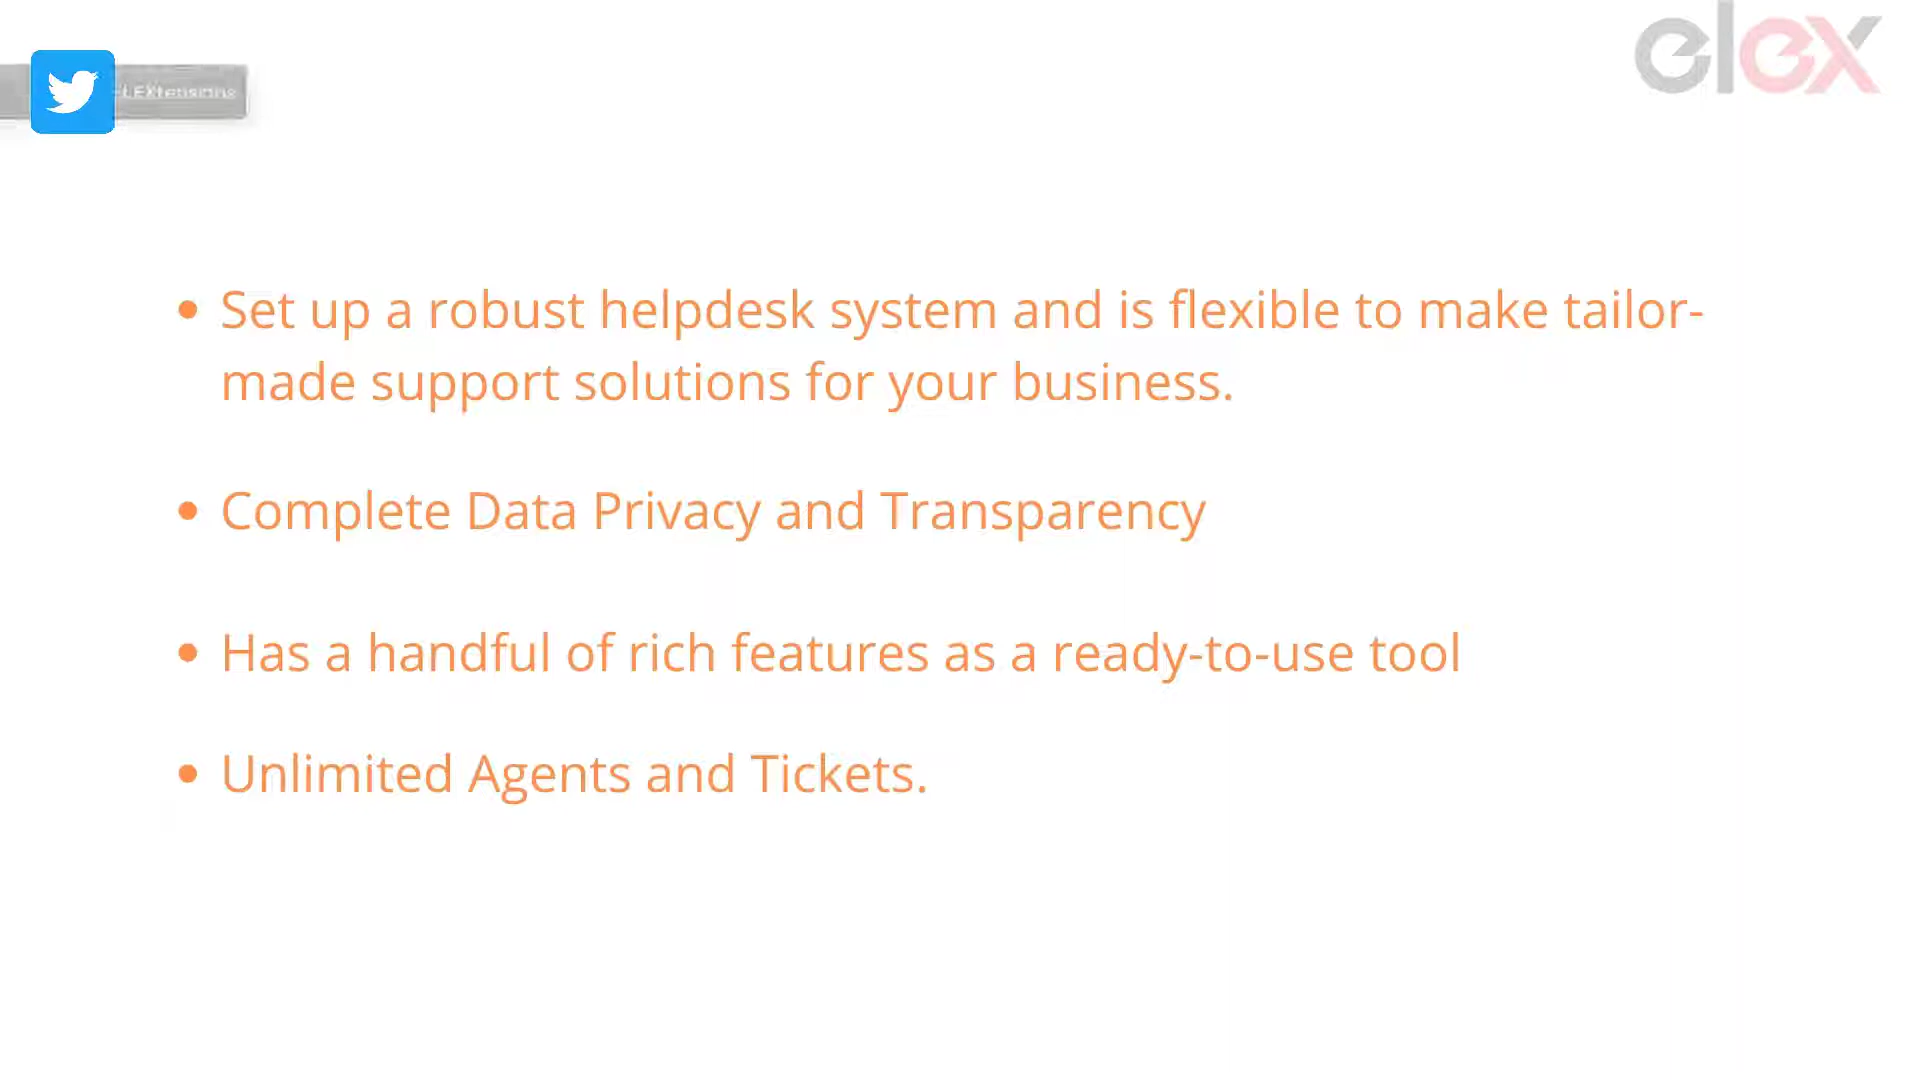 elex
LEXtensions
Set up a robust helpdesk system and is flexible to make tailor-
made support solutions for your business.
Complete Data Privacy and Transparency
Has a handful of rich features as a ready-to-use tool
Unlimited Agents and Tickets.